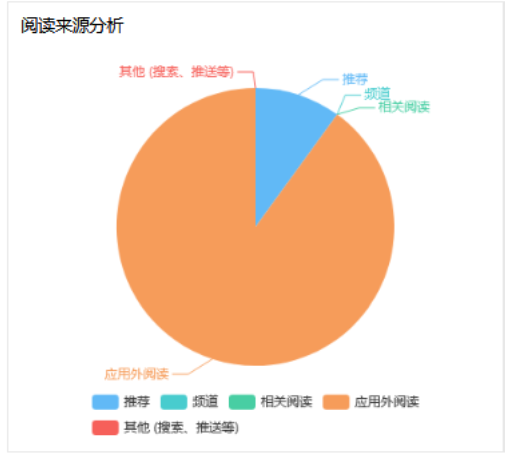 阅读来源分析
其他 (搜索、推送等)
推荐
频道
相关阅读
应用外阅读
推荐 频道 相关阅读 应用外阅读
其他 (搜索、推送等)